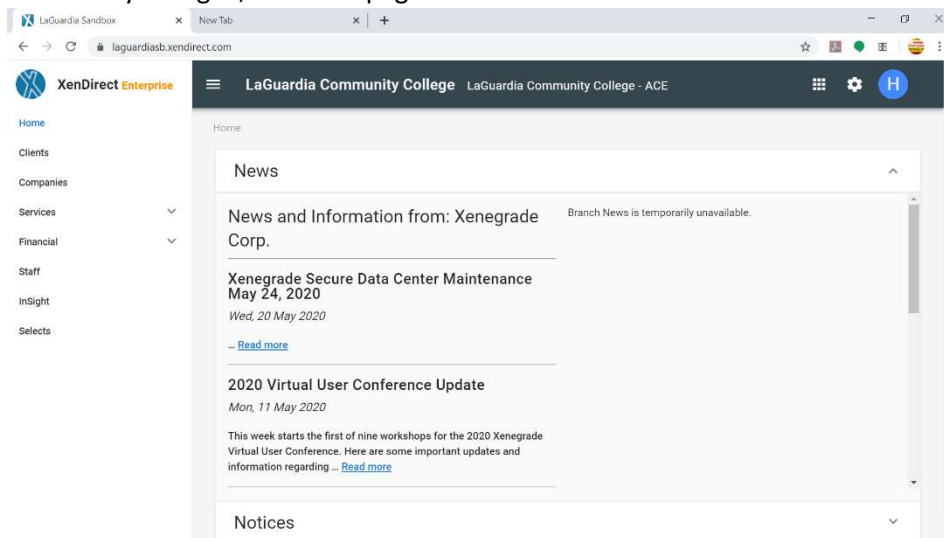 LaGuardia Sandbox
New Tab
laguardiasb.xendirect.com
XenDirect Enterprise
LaGuardia Community College LaGuardia Community College - ACE
H
Home
Clients
Companies
Services
Financial
Staff
InSight
Selects
Home
News
News and Information from: Xenegrade
Corp.
Xenegrade Secure Data Center Maintenance
May 24, 2020
Wed, 20 May 2020
... Read more
2020 Virtual User Conference Update
Mon, 11 May 2020
This week starts the first of nine workshops for the 2020 Xenegrade
Virtual User Conference. Here are some important updates and
information regarding ... Read more
Branch News is temporarily unavailable.
Notices